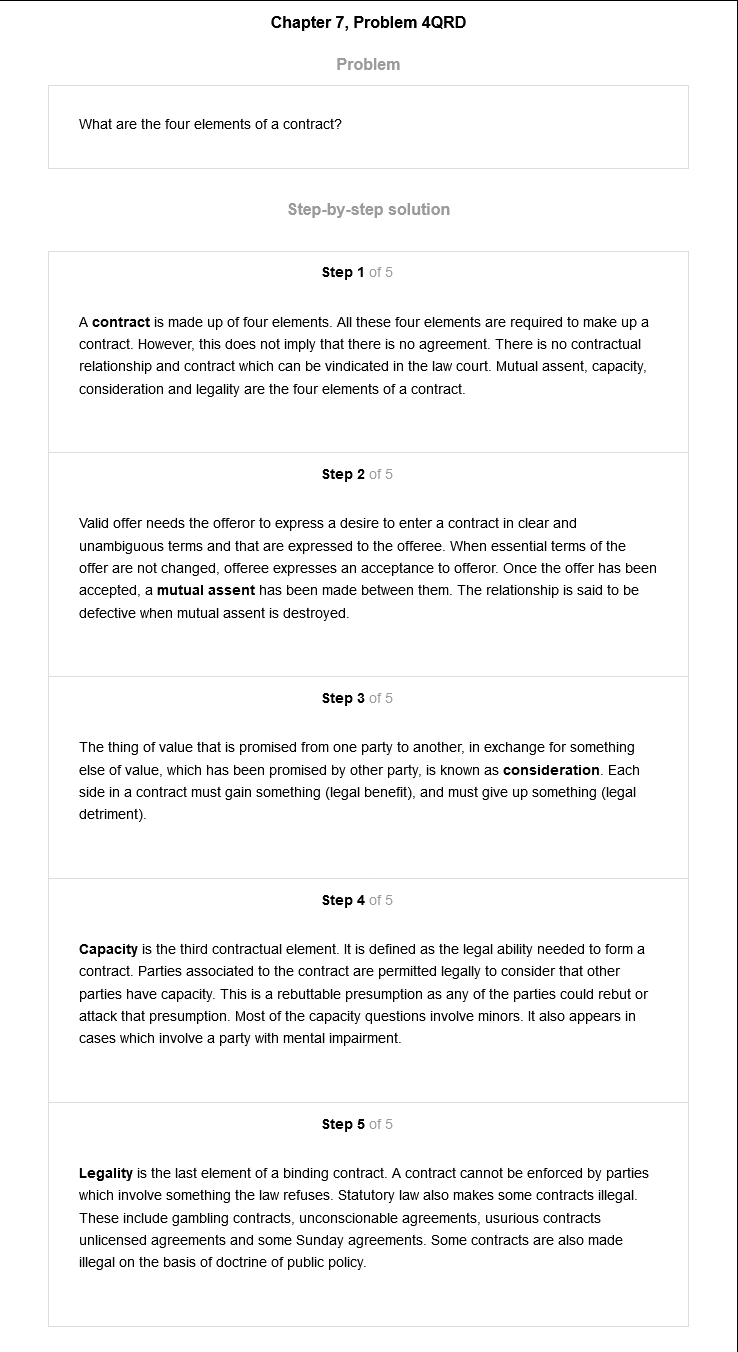 Chapter 7, Problem 4QRD
Problem
What are the four elements of a contract?
Step-by-step solution
Step 1 of 5
A contract is made up of four elements. All these four elements are required to make up a
contract. However, this does not imply that there is no agreement. There is no contractual
relationship and contract which can be vindicated in the law court. Mutual assent, capacity,
consideration and legality are the four elements of a contract.
Step 2 of 5
Valid offer needs the offeror to express a desire to enter a contract in clear and
unambiguous terms and that are expressed to the offeree. When essential terms of the
offer are not changed, offeree expresses an acceptance to offeror. Once the offer has been
accepted, a mutual assent has been made between them. The relationship is said to be
defective when mutual assent is destroyed.
Step 3 of 5
The thing of value that is promised from one party to another, in exchange for something
else of value, which has been promised by other party, is known as consideration. Each
side in a contract must gain something (legal benefit), and must give up something (legal
detriment).
Step 4 of 5
Capacity is the third contractual element. It is defined as the legal ability needed to form a
contract. Parties associated to the contract are permitted legally to consider that other
parties have capacity. This is a rebuttable presumption as any of the parties could rebut or
attack that presumption. Most of the capacity questions involve minors. It also appears in
cases which involve a party with mental impairment.
Step 5 of 5
Legality is the last element of a binding contract. A contract cannot be enforced by parties
which involve something the law refuses. Statutory law also makes some contracts illegal.
These include gambling contracts, unconscionable agreements, usurious contracts
unlicensed agreements and some Sunday agreements. Some contracts are also made
illegal on the basis of doctrine of public policy.